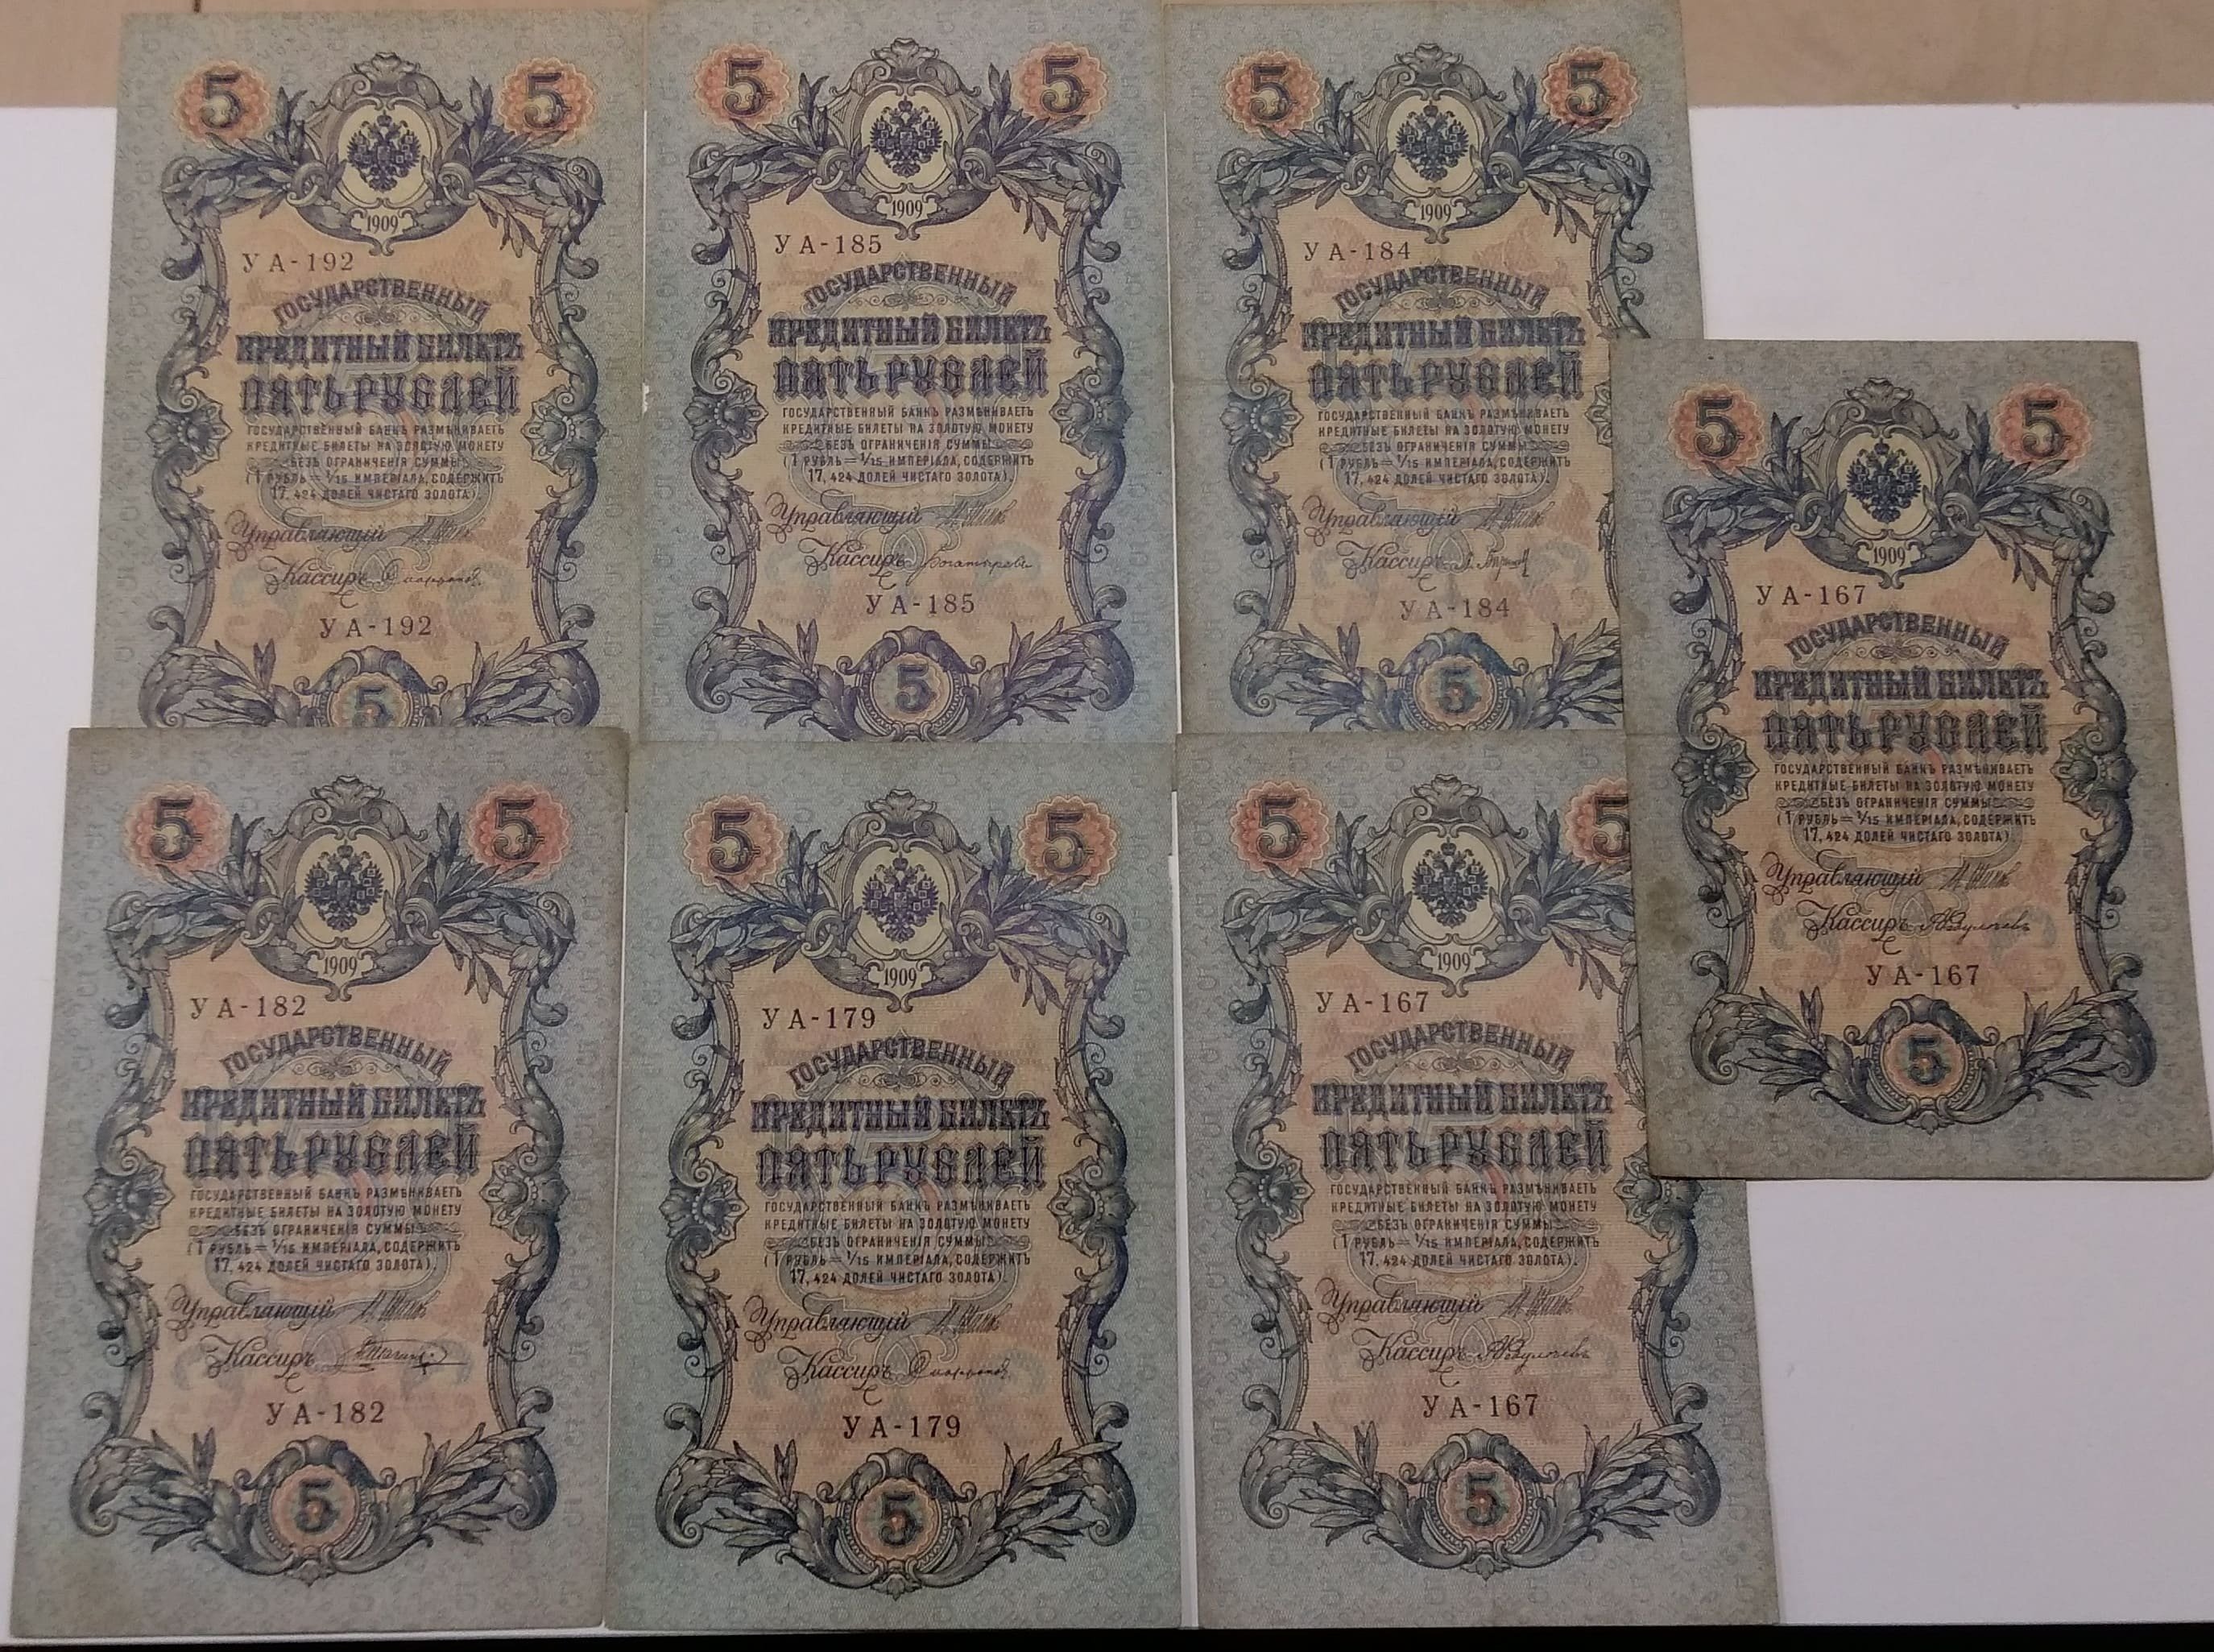 5 5
1909
УА-192
ГОСУДАРСТВЕННЫЙ
КРЕДИТНЫЙ БИЛЕТЪ
ПЯТЬ РУБЛЕЙ
ГОСУДАРСТВЕННЫЙ БАНКЪ РАЗМѢНИВАЕТЪ
КРЕДИТНЫЕ БИЛЕТЫ НА ЗОЛОТУЮ МОНЕТУ
БЕЗЪ ОГРАНИЧЕНІЯ СУММЫ
(1 РУБЛЬ = 1/15 ИМПЕРІАЛА, СОДЕРЖИТЪ
17,424 ДОЛЕЙ ЧИСТАГО ЗОЛОТА).
Управляющій
Кассиръ
УА-192
5
5 5
1909
УА-185
ГОСУДАРСТВЕННЫЙ
КРЕДИТНЫЙ БИЛЕТЪ
ПЯТЬ РУБЛЕЙ
ГОСУДАРСТВЕННЫЙ БАНКЪ РАЗМѢНИВАЕТЪ
КРЕДИТНЫЕ БИЛЕТЫ НА ЗОЛОТУЮ МОНЕТУ
БЕЗЪ ОГРАНИЧЕНІЯ СУММЫ
(1 РУБЛЬ = 1/15 ИМПЕРІАЛА, СОДЕРЖИТЪ
17,424 ДОЛЕЙ ЧИСТАГО ЗОЛОТА).
Управляющій
Кассиръ
УА-185
5
5 5
1909
УА-184
ГОСУДАРСТВЕННЫЙ
КРЕДИТНЫЙ БИЛЕТЪ
ПЯТЬ РУБЛЕЙ
ГОСУДАРСТВЕННЫЙ БАНКЪ РАЗМѢНИВАЕТЪ
КРЕДИТНЫЕ БИЛЕТЫ НА ЗОЛОТУЮ МОНЕТУ
БЕЗЪ ОГРАНИЧЕНІЯ СУММЫ
(1 РУБЛЬ = 1/15 ИМПЕРІАЛА, СОДЕРЖИТЪ
17,424 ДОЛЕЙ ЧИСТАГО ЗОЛОТА).
Управляющій
Кассиръ
УА-184
5
5 5
1909
УА-167
ГОСУДАРСТВЕННЫЙ
КРЕДИТНЫЙ БИЛЕТЪ
ПЯТЬ РУБЛЕЙ
ГОСУДАРСТВЕННЫЙ БАНКЪ РАЗМѢНИВАЕТЪ
КРЕДИТНЫЕ БИЛЕТЫ НА ЗОЛОТУЮ МОНЕТУ
БЕЗЪ ОГРАНИЧЕНІЯ СУММЫ
(1 РУБЛЬ = 1/15 ИМПЕРІАЛА, СОДЕРЖИТЪ
17,424 ДОЛЕЙ ЧИСТАГО ЗОЛОТА).
Управляющій
Кассиръ
УА-167
5
5 5
1909
УА-182
ГОСУДАРСТВЕННЫЙ
КРЕДИТНЫЙ БИЛЕТЪ
ПЯТЬ РУБЛЕЙ
ГОСУДАРСТВЕННЫЙ БАНКЪ РАЗМѢНИВАЕТЪ
КРЕДИТНЫЕ БИЛЕТЫ НА ЗОЛОТУЮ МОНЕТУ
БЕЗЪ ОГРАНИЧЕНІЯ СУММЫ
(1 РУБЛЬ = 1/15 ИМПЕРІАЛА, СОДЕРЖИТЪ
17,424 ДОЛЕЙ ЧИСТАГО ЗОЛОТА).
Управляющій
Кассиръ
УА-182
5
5 5
1909
УА-179
ГОСУДАРСТВЕННЫЙ
КРЕДИТНЫЙ БИЛЕТЪ
ПЯТЬ РУБЛЕЙ
ГОСУДАРСТВЕННЫЙ БАНКЪ РАЗМѢНИВАЕТЪ
КРЕДИТНЫЕ БИЛЕТЫ НА ЗОЛОТУЮ МОНЕТУ
БЕЗЪ ОГРАНИЧЕНІЯ СУММЫ
(1 РУБЛЬ = 1/15 ИМПЕРІАЛА, СОДЕРЖИТЪ
17,424 ДОЛЕЙ ЧИСТАГО ЗОЛОТА).
Управляющій
Кассиръ
УА-179
5
5 5
1909
УА-167
ГОСУДАРСТВЕННЫЙ
КРЕДИТНЫЙ БИЛЕТЪ
ПЯТЬ РУБЛЕЙ
ГОСУДАРСТВЕННЫЙ БАНКЪ РАЗМѢНИВАЕТЪ
КРЕДИТНЫЕ БИЛЕТЫ НА ЗОЛОТУЮ МОНЕТУ
БЕЗЪ ОГРАНИЧЕНІЯ СУММЫ
(1 РУБЛЬ = 1/15 ИМПЕРІАЛА, СОДЕРЖИТЪ
17,424 ДОЛЕЙ ЧИСТАГО ЗОЛОТА).
Управляющій
Кассиръ
УА-167
5